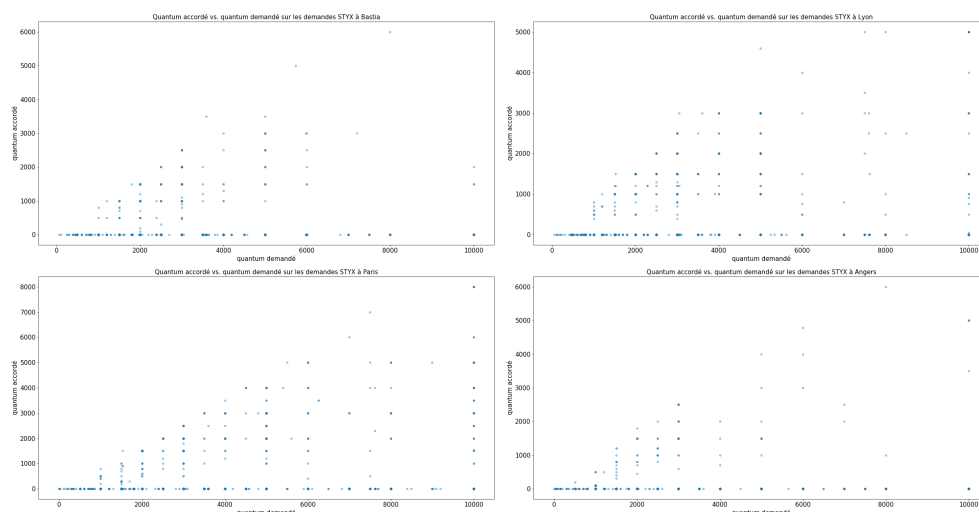 Quantum accordé vs. quantum demandé sur les demandes STYX à Bastia
6000
5000
4000
3000
2000
1000
0
quantum accordé
0 2000 4000 6000 8000 10000
quantum demandé
Quantum accordé vs. quantum demandé sur les demandes STYX à Lyon
5000
4000
3000
2000
1000
0
quantum accordé
0 2000 4000 6000 8000 10000
quantum demandé
Quantum accordé vs. quantum demandé sur les demandes STYX à Paris
8000
7000
6000
5000
4000
3000
2000
1000
0
quantum accordé
0 2000 4000 6000 8000 10000
quantum demandé
Quantum accordé vs. quantum demandé sur les demandes STYX à Angers
6000
5000
4000
3000
2000
1000
0
quantum accordé
0 2000 4000 6000 8000 10000
quantum demandé